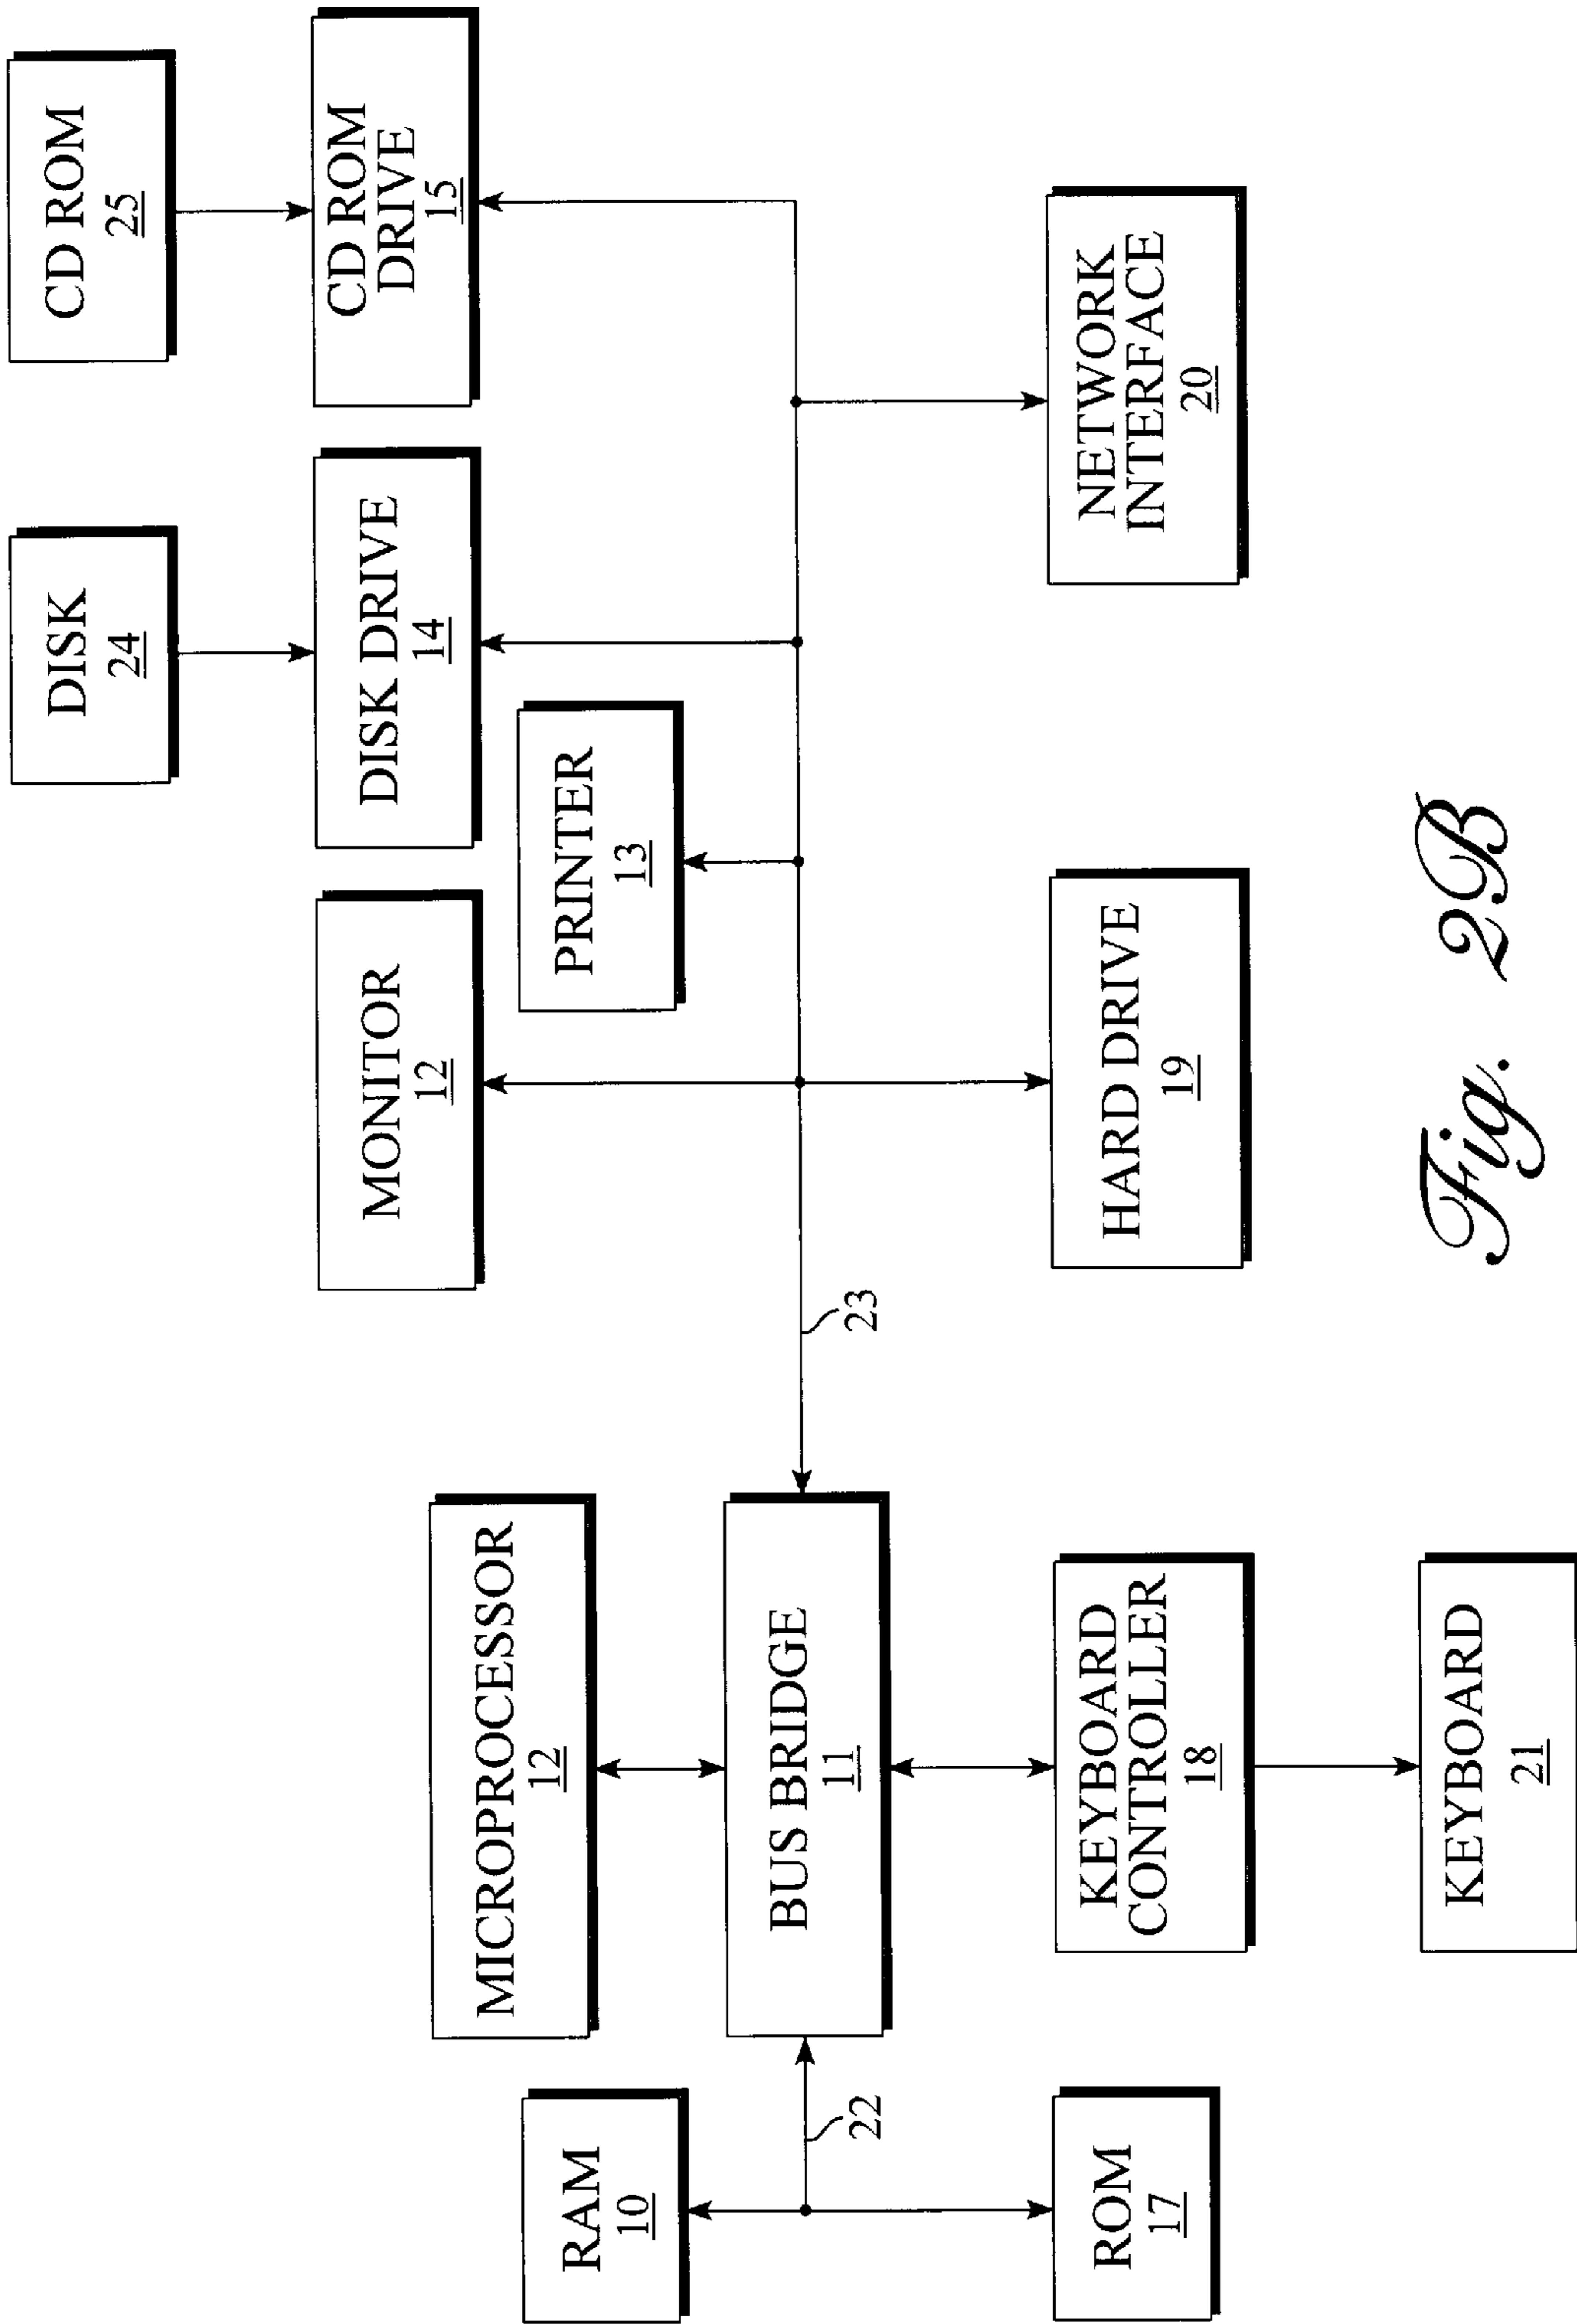 CD ROM
25
DISK
24
CD ROM
DRIVE
15
DISK DRIVE
14
MONITOR
12
PRINTER
13
MICROPROCESSOR
12
RAM
10
BUS BRIDGE
11
22
23
ROM
17
KEYBOARD
CONTROLLER
18
HARD DRIVE
19
NETWORK
INTERFACE
20
KEYBOARD
21
Fig. 2B